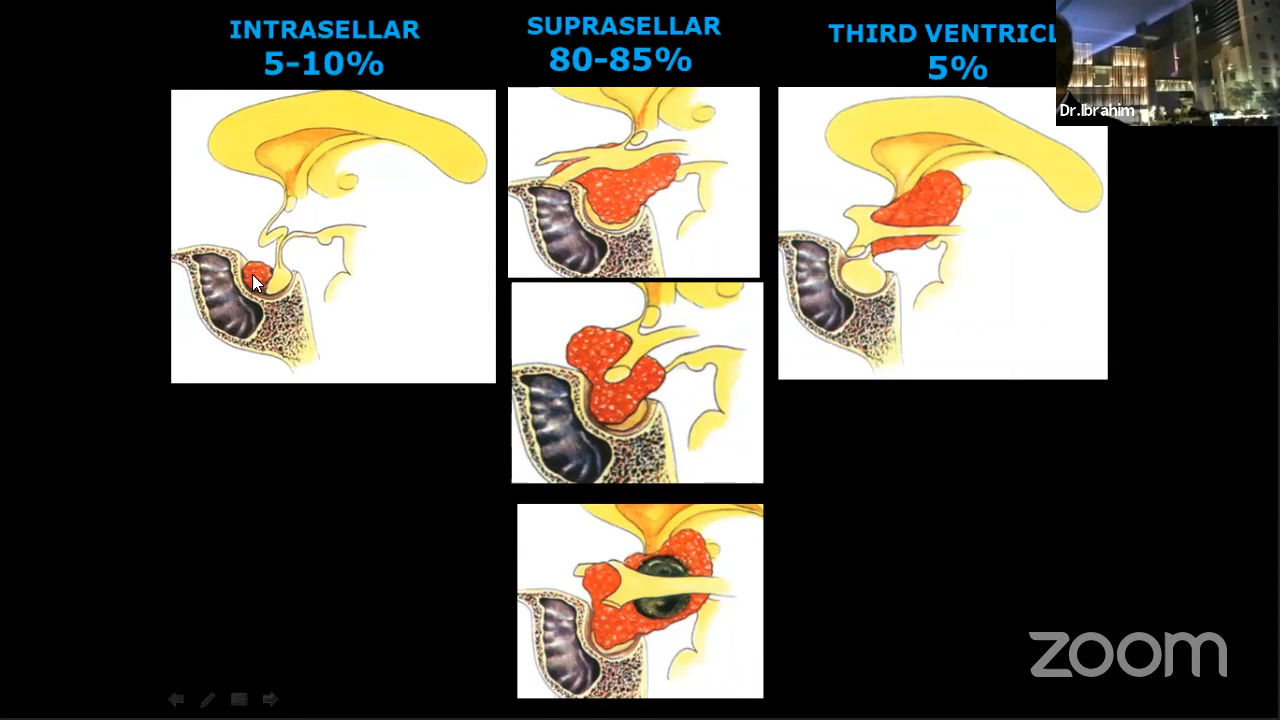 INTRASELLAR
5-10%
SUPRASELLAR
80-85%
THIRD VENTRICL
5%
Dr.Ibrahim
zoom